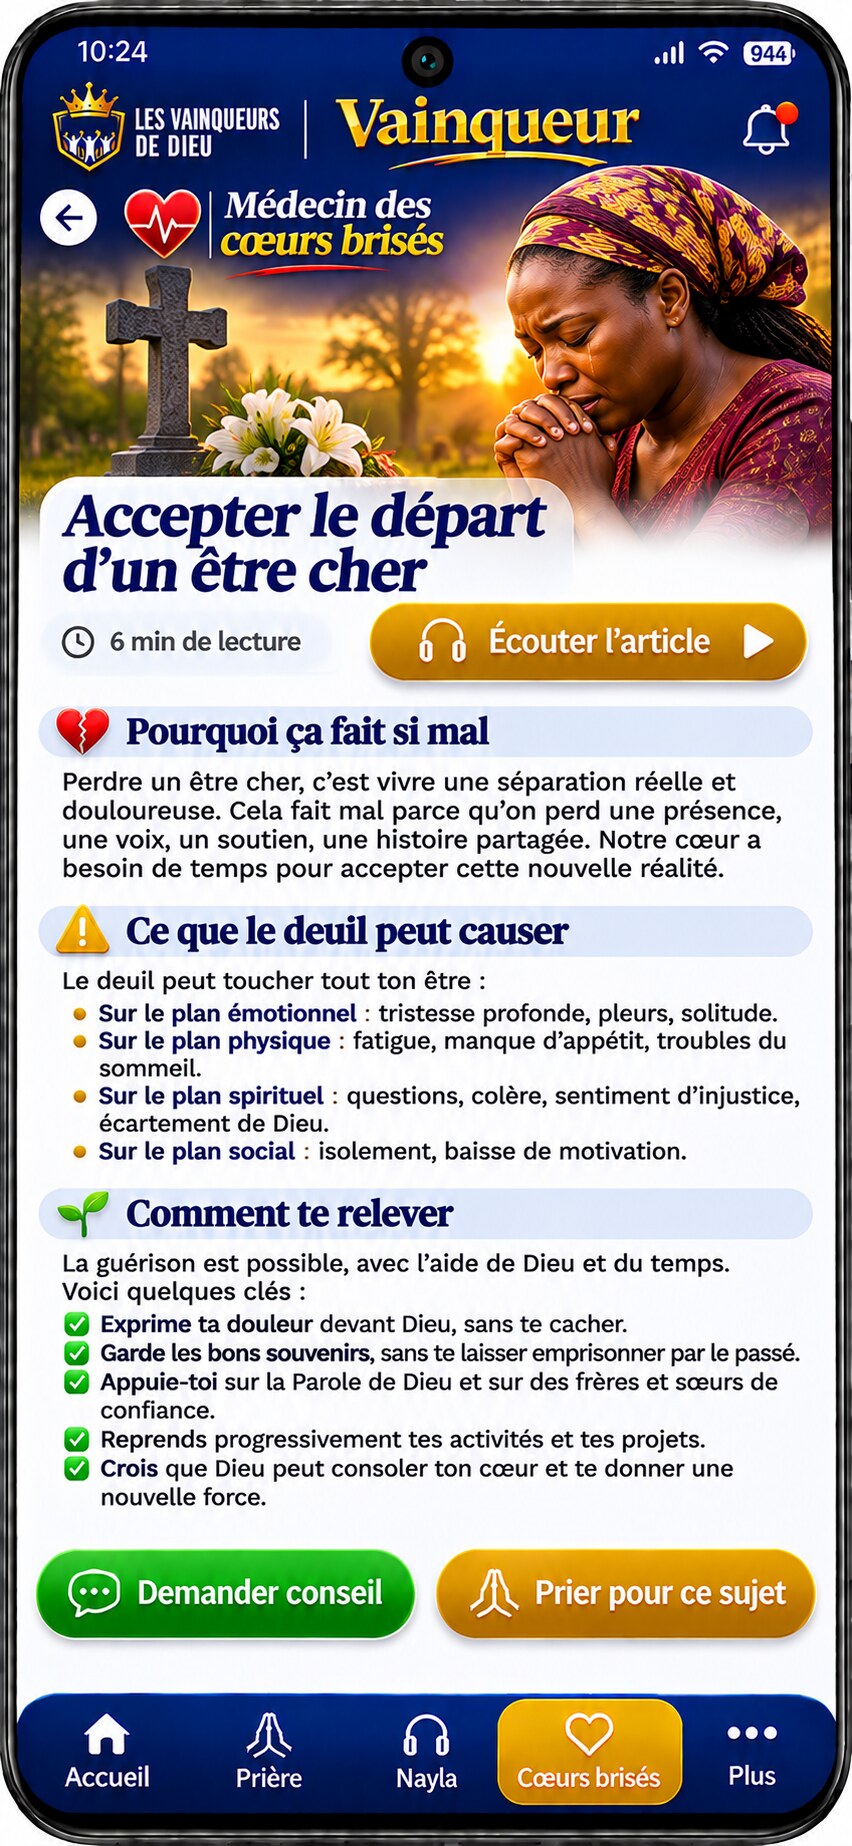 10:24
944
LES VAINQUEURS
DE DIEU
Vainqueur
Médecin des
cœurs brisés
Accepter le départ
d’un être cher
6 min de lecture
Écouter l’article
Pourquoi ça fait si mal
Perdre un être cher, c’est vivre une séparation réelle et
douloureuse. Cela fait mal parce qu’on perd une présence,
une voix, un soutien, une histoire partagée. Notre cœur a
besoin de temps pour accepter cette nouvelle réalité.
Ce que le deuil peut causer
Le deuil peut toucher tout ton être :
Sur le plan émotionnel : tristesse profonde, pleurs, solitude.
Sur le plan physique : fatigue, manque d’appétit, troubles du
sommeil.
Sur le plan spirituel : questions, colère, sentiment d’injustice,
écartement de Dieu.
Sur le plan social : isolement, baisse de motivation.
Comment te relever
La guérison est possible, avec l’aide de Dieu et du temps.
Voici quelques clés :
Exprime ta douleur devant Dieu, sans te cacher.
Garde les bons souvenirs, sans te laisser emprisonner par le passé.
Appuie-toi sur la Parole de Dieu et sur des frères et sœurs de
confiance.
Reprends progressivement tes activités et tes projets.
Crois que Dieu peut consoler ton cœur et te donner une
nouvelle force.
Demander conseil
Prier pour ce sujet
Accueil
Prière
Nayla
Cœurs brisés
Plus